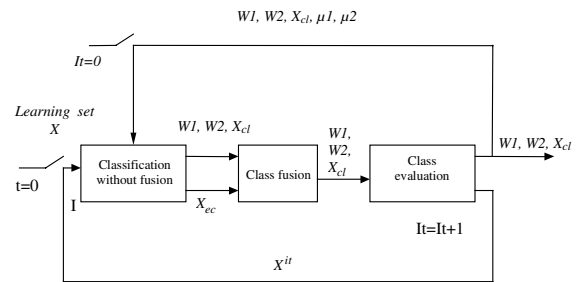 W1, W2, Xcl, µ1, µ2
It=0
Learning set
X
W1, W2, Xcl
W1,
W2,
Xcl
W1, W2, Xcl
t=0
Classification
without fusion
Class fusion
Class
evaluation
I
Xec
It=It+1
X^it